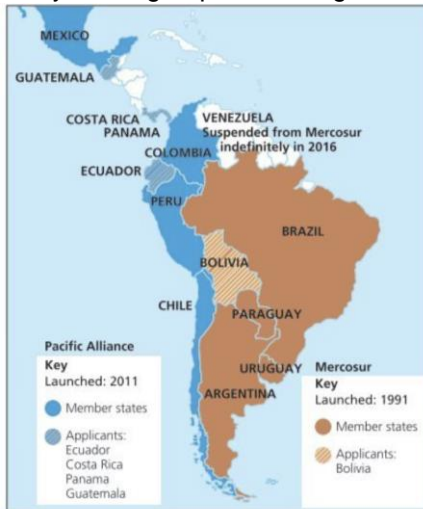 MEXICO
GUATEMALA
COSTA RICA
PANAMA
VENEZUELA
Suspended from Mercosur
indefinitely in 2016
COLOMBIA
ECUADOR
PERU
BRAZIL
BOLIVIA
CHILE
PARAGUAY
URUGUAY
ARGENTINA
Pacific Alliance
Key
Launched: 2011
Member states
Applicants:
Ecuador
Costa Rica
Panama
Guatemala
Mercosur
Key
Launched: 1991
Member states
Applicants:
Bolivia